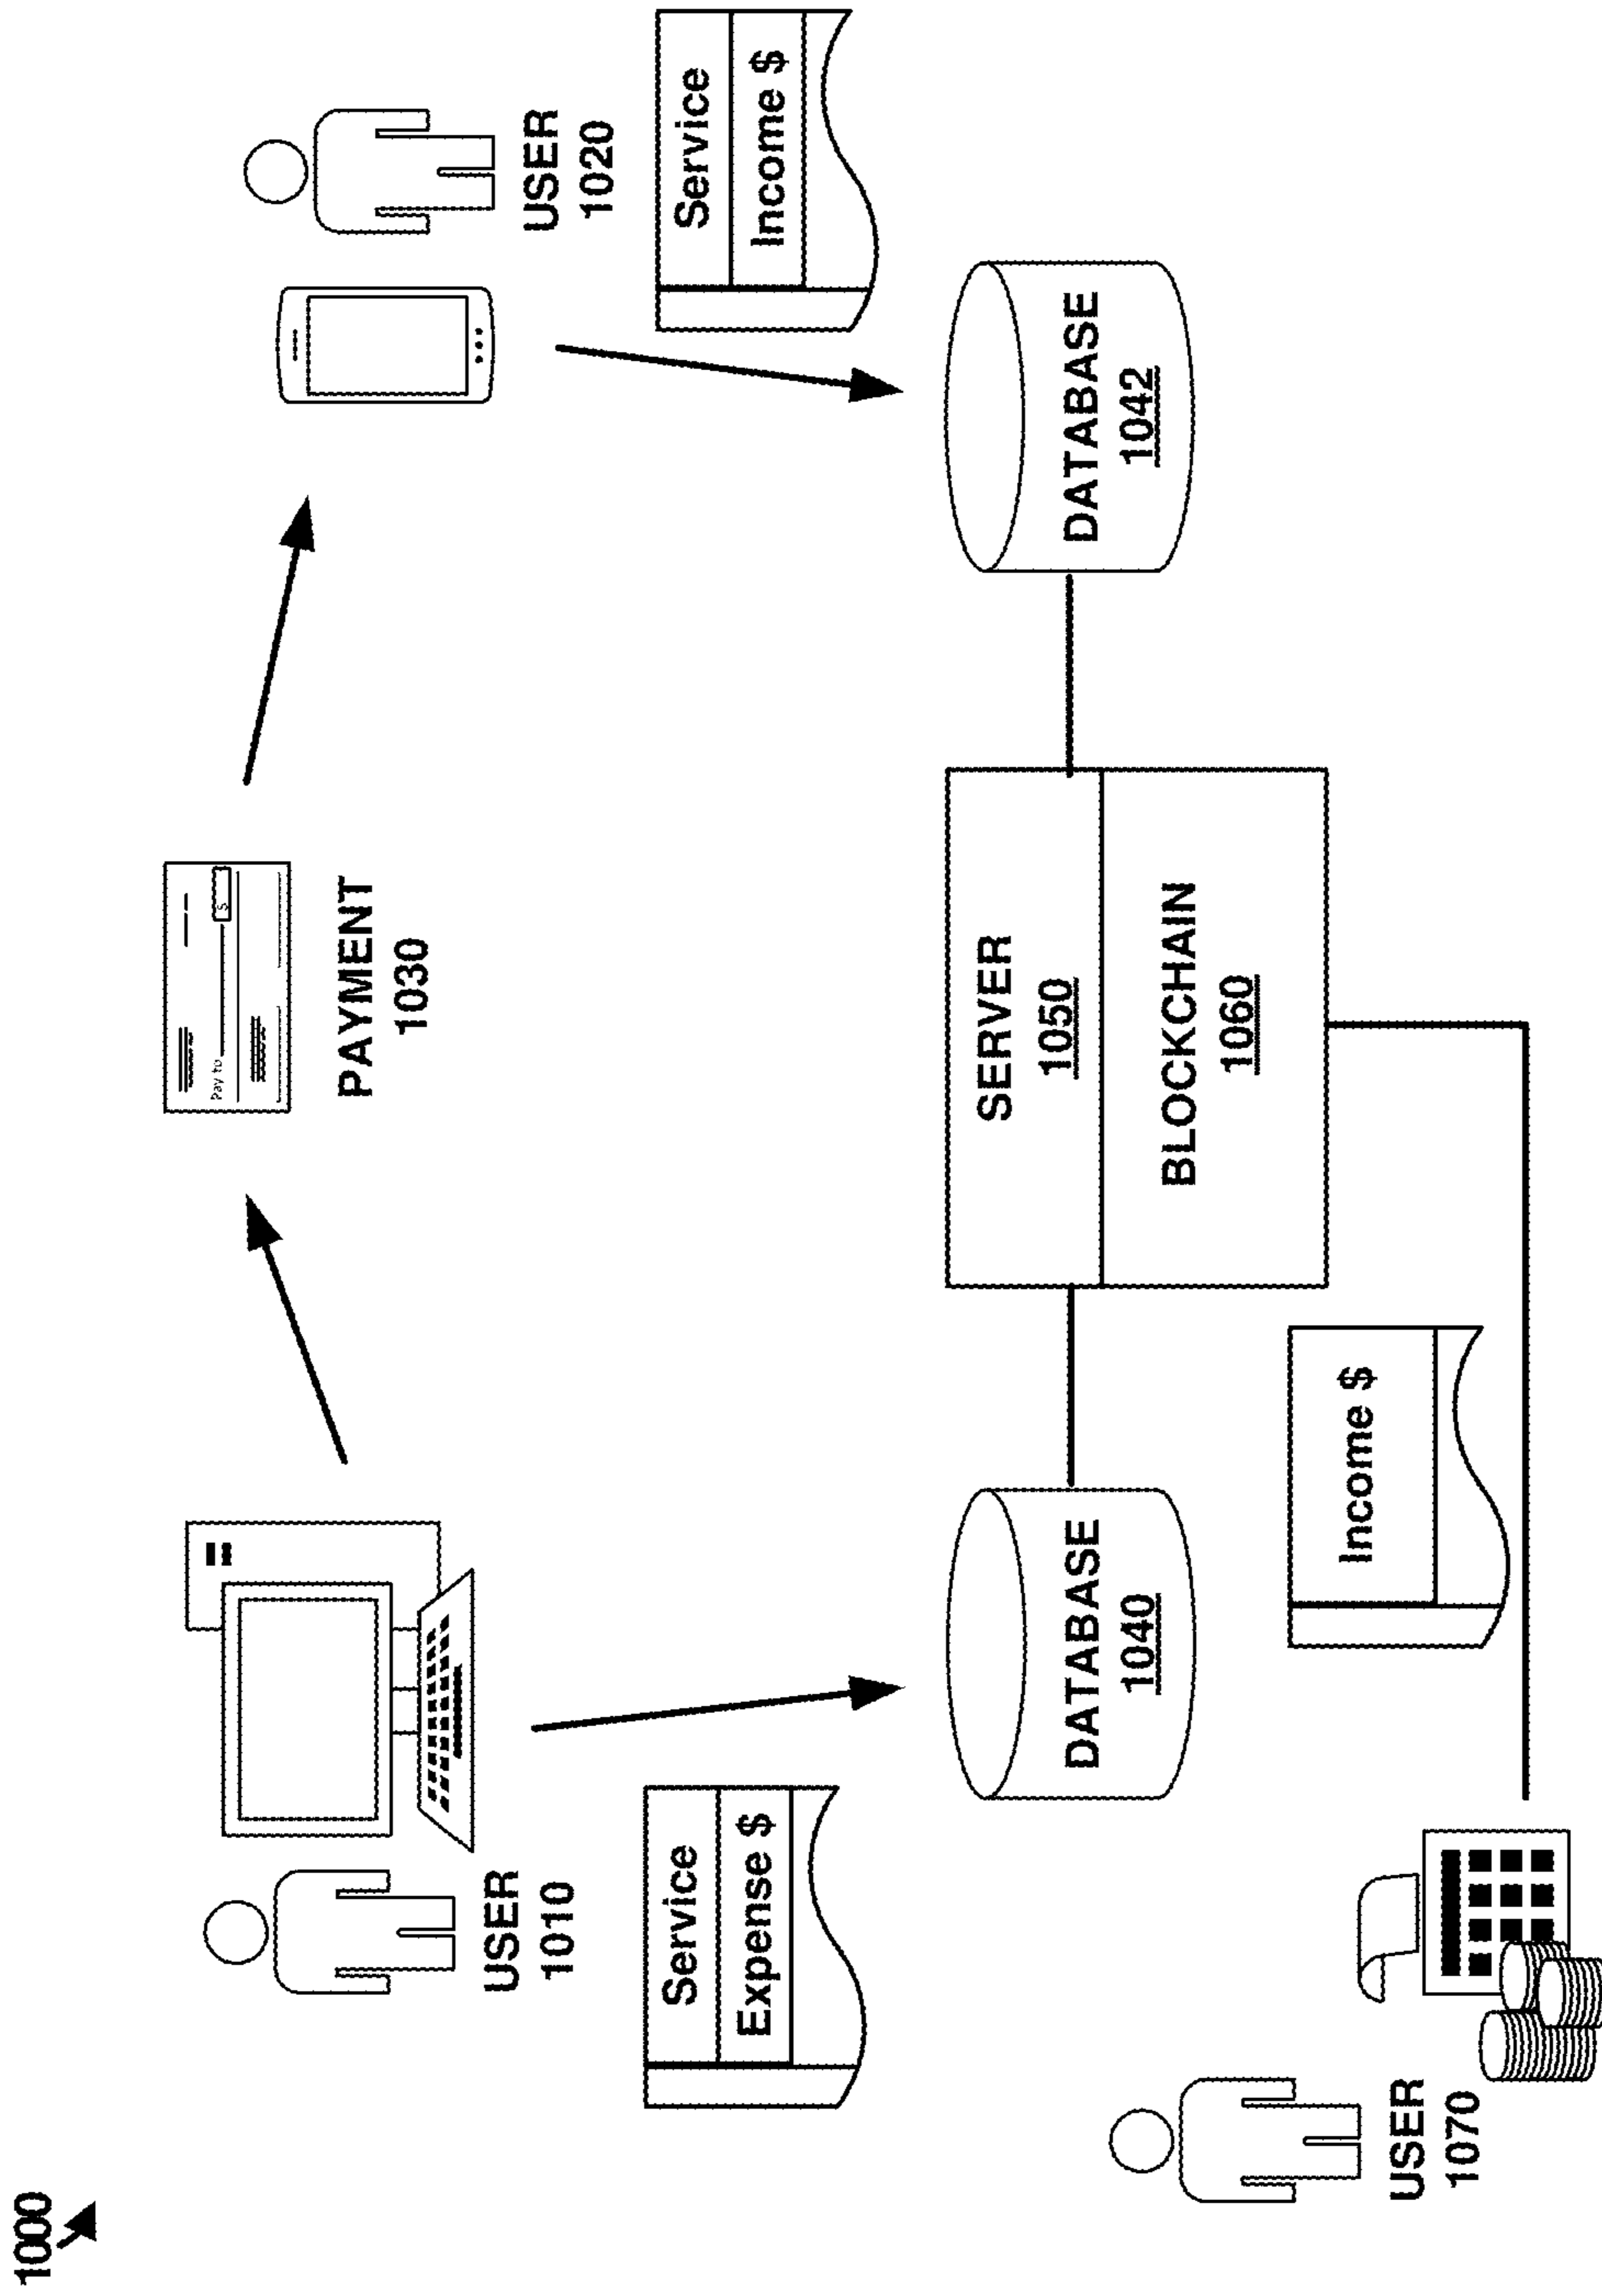 1000
USER
1010
PAYMENT
1030
Pay to
$
USER
1020
Service
Expense $
Service
Income $
DATABASE
1040
SERVER
1050
BLOCKCHAIN
1060
DATABASE
1042
Income $
USER
1070